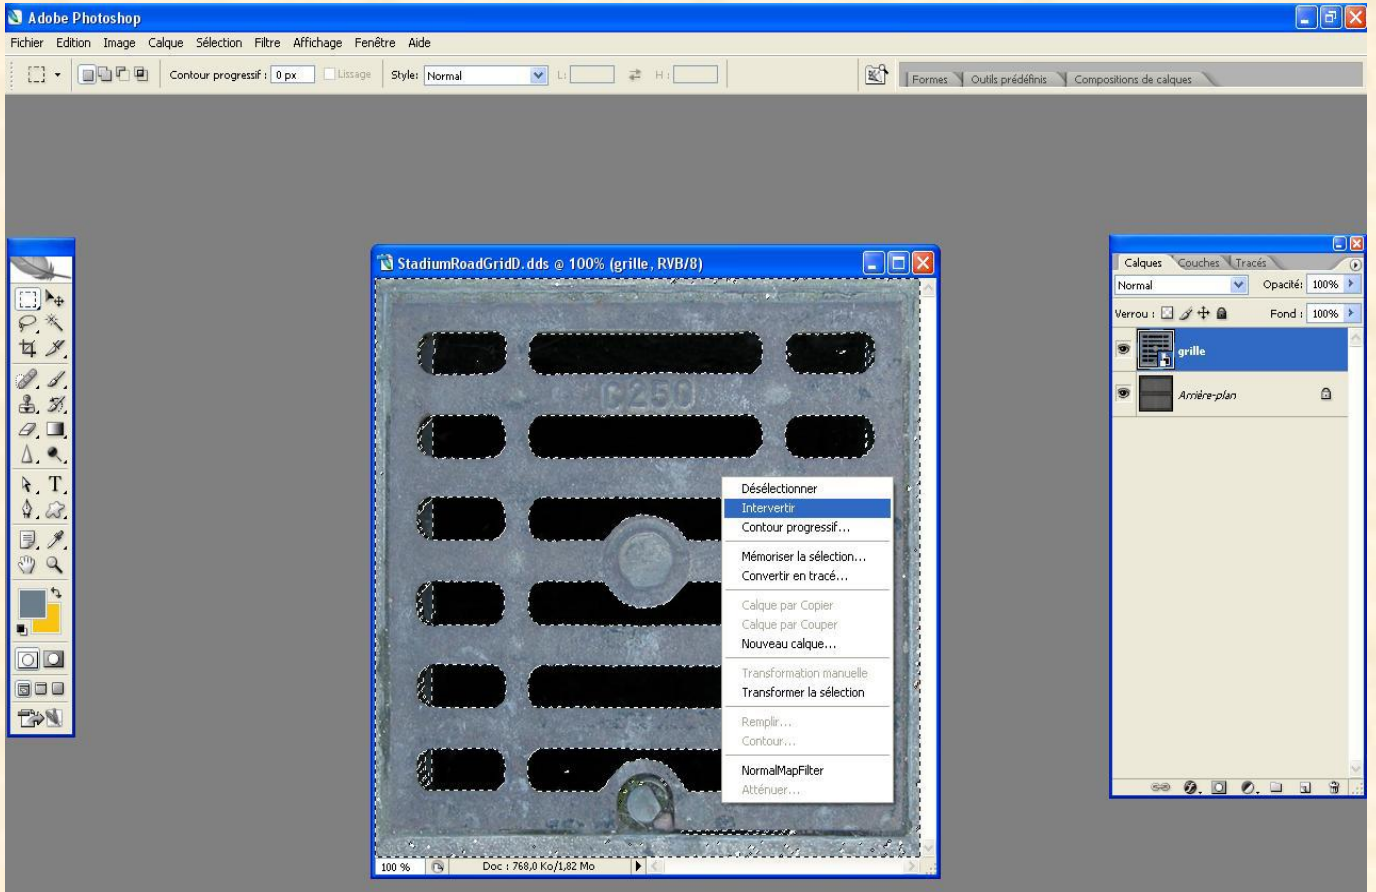 Adobe Photoshop
Fichier Edition Image Calque Sélection Filtre Affichage Fenêtre Aide
Contour progressif : 0 px Lissage Style: Normal L: H: Formes Outils prédéfinis Compositions de calques
StadiumRoadGridD.dds @ 100% (grille, RVB/8)
C250
Désélectionner
Intervertir
Contour progressif...
Mémoriser la sélection...
Convertir en tracé...
Calque par Copier
Calque par Couper
Nouveau calque...
Transformation manuelle
Transformer la sélection
Remplir...
Contour...
NormalMapFilter
Atténuer...
100 % Doc : 768,0 Ko/1,82 Mo
Calques Couches Tracés
Normal Opacité: 100%
Verrou : Fond : 100%
grille
Arrière-plan